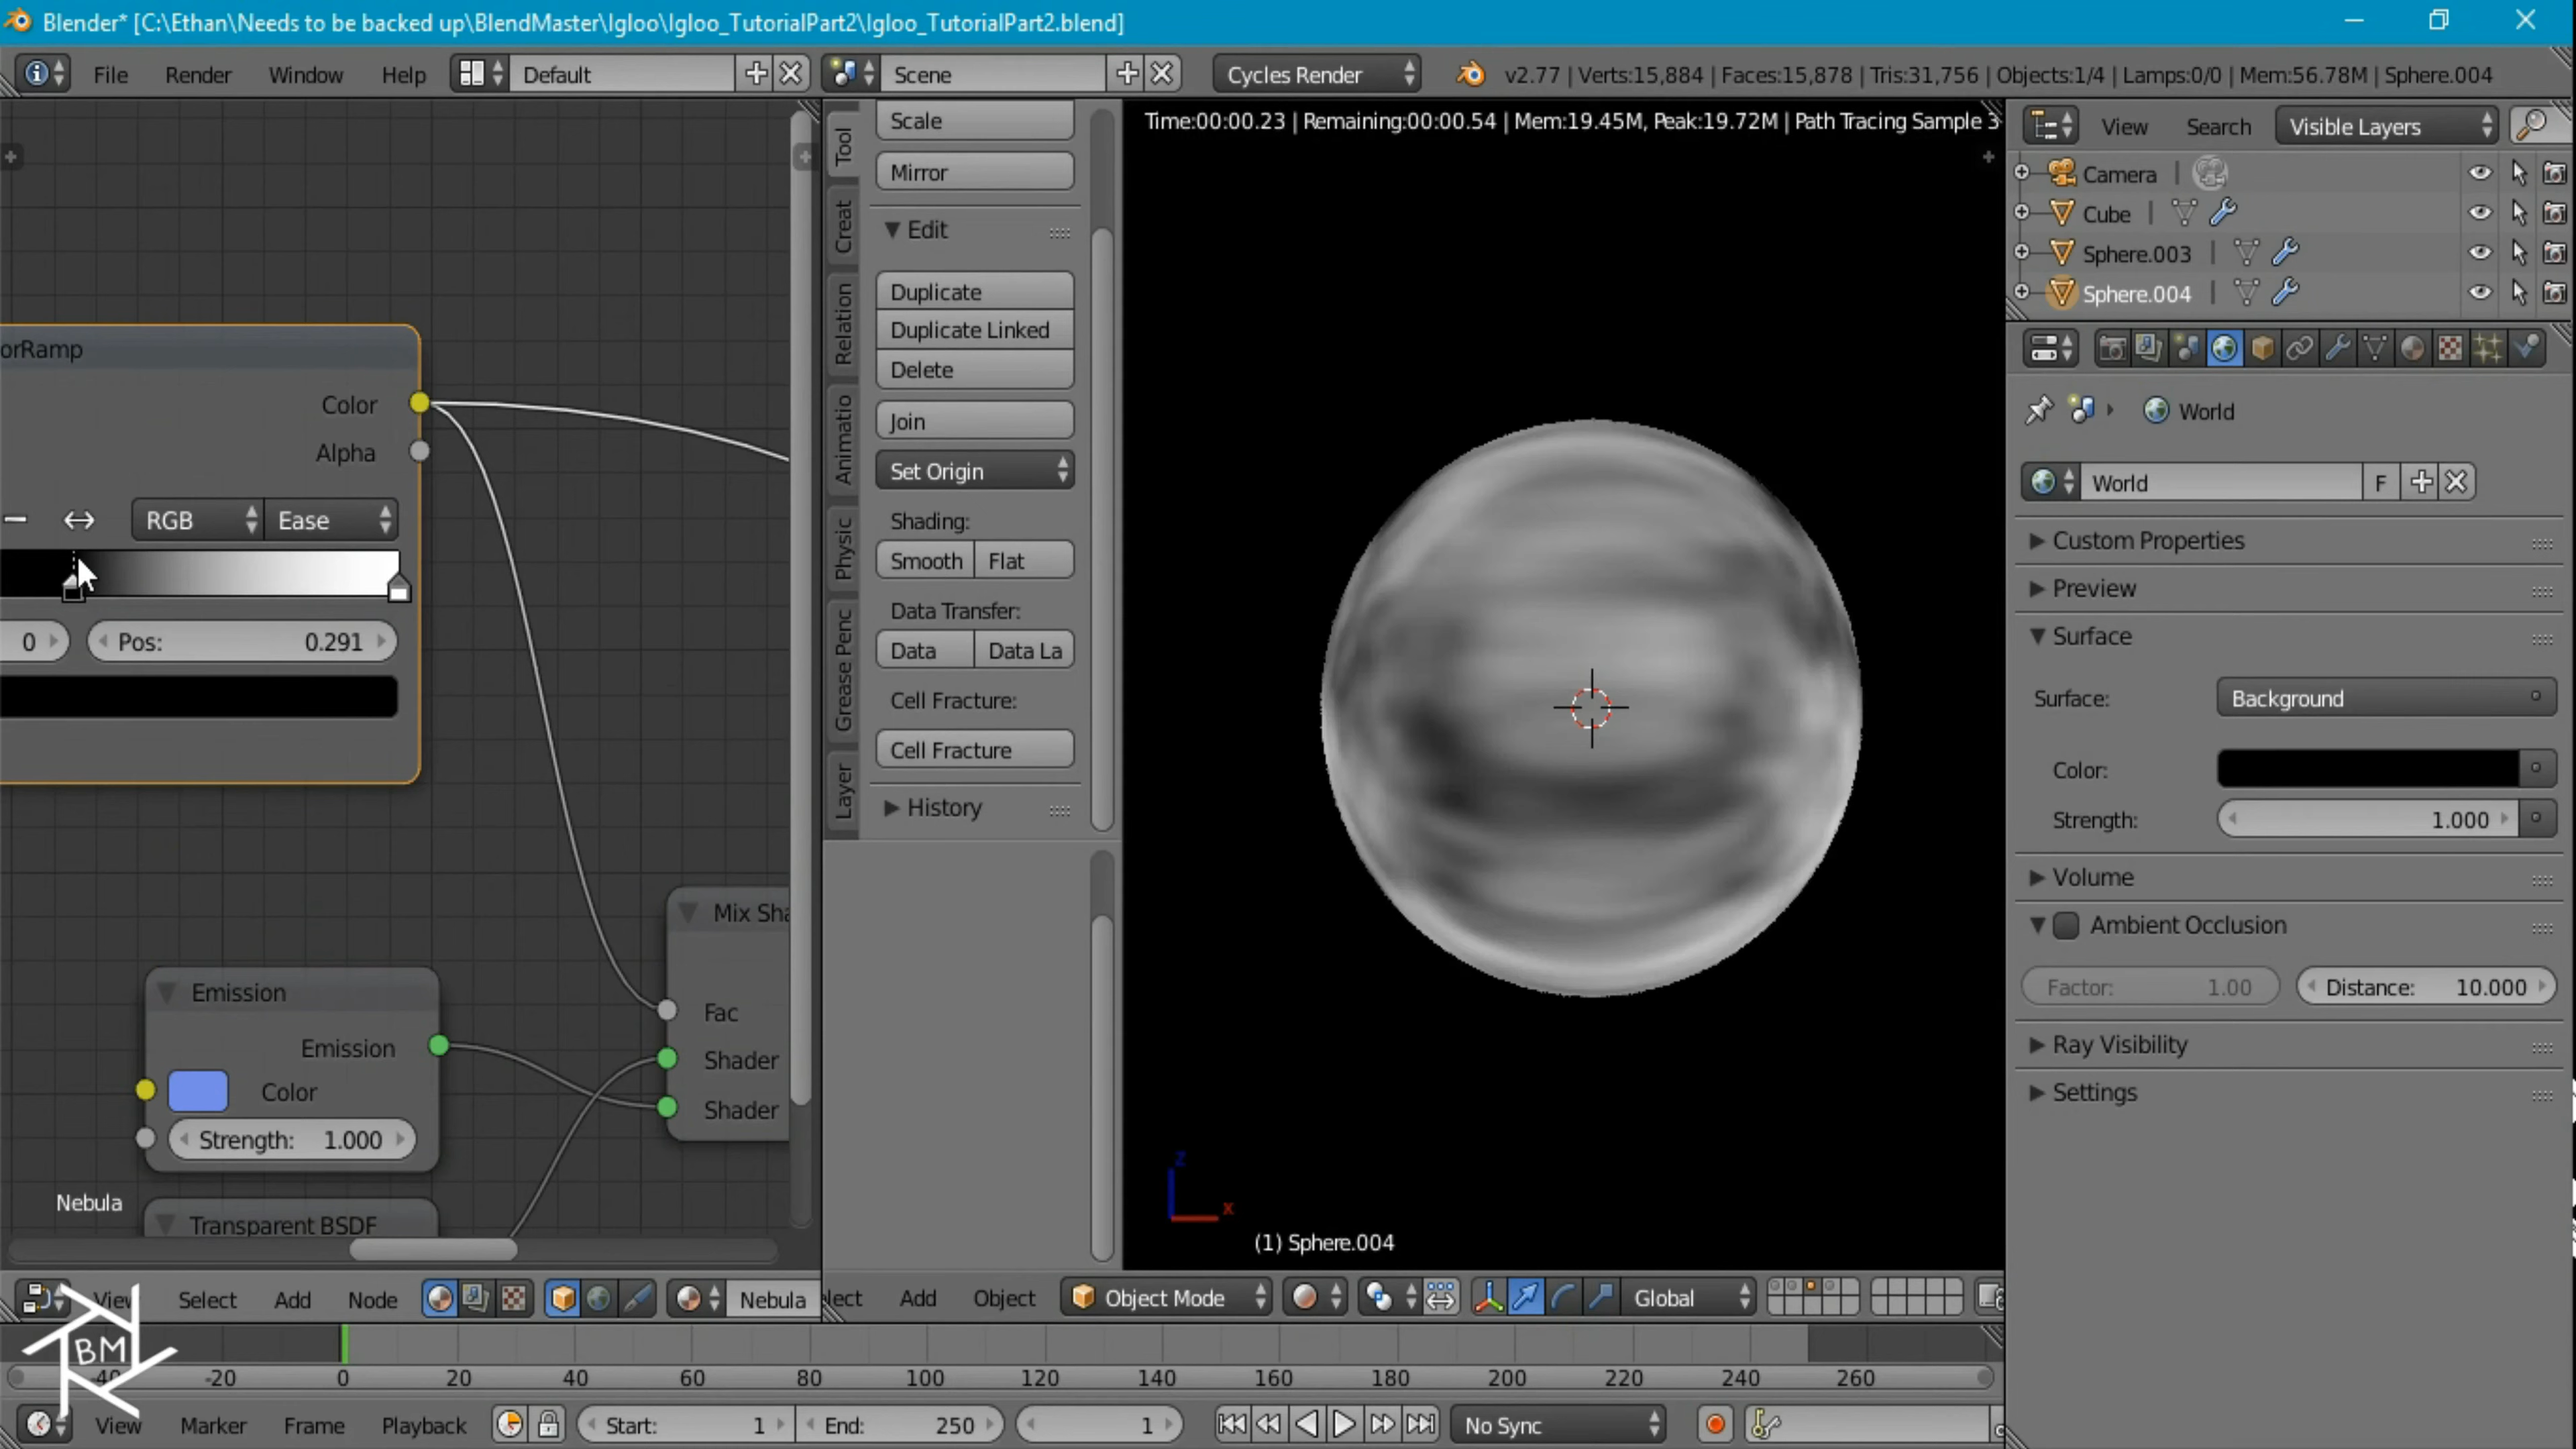 Blender* [C:\Ethan\Needs to be backed up\BlendMaster\Igloo\Igloo_TutorialPart2\Igloo_TutorialPart2.blend]
File Render Window Help Default Scene Cycles Render v2.77 | Verts:15,884 | Faces:15,878 | Tris:31,756 | Objects:1/4 | Lamps:0/0 | Mem:56.78M | Sphere.004
orRamp
Color
Alpha
RGB Ease
0 Pos: 0.291
Mix Sha
Fac
Shader
Shader
Emission
Emission
Color
Strength: 1.000
Transparent BSDF
Nebula
View Select Add Node Nebula
Tool
Creat
Relation
Animatio
Physic
Grease Penc
Layer
Scale
Mirror
Edit
Duplicate
Duplicate Linked
Delete
Join
Set Origin
Shading:
Smooth Flat
Data Transfer:
Data Data La
Cell Fracture:
Cell Fracture
History
Time:00:00.23 | Remaining:00:00.54 | Mem:19.45M, Peak:19.72M | Path Tracing Sample 3
z
x
(1) Sphere.004
lect Add Object Object Mode Global
View Search Visible Layers
Camera |
Cube |
Sphere.003 |
Sphere.004 |
World
World F
Custom Properties
Preview
Surface
Surface: Background
Color:
Strength: 1.000
Volume
Ambient Occlusion
Factor: 1.00 Distance: 10.000
Ray Visibility
Settings
BM
-40 -20 0 20 40 60 80 100 120 140 160 180 200 220 240 260
View Marker Frame Playback Start: 1 End: 250 1 No Sync